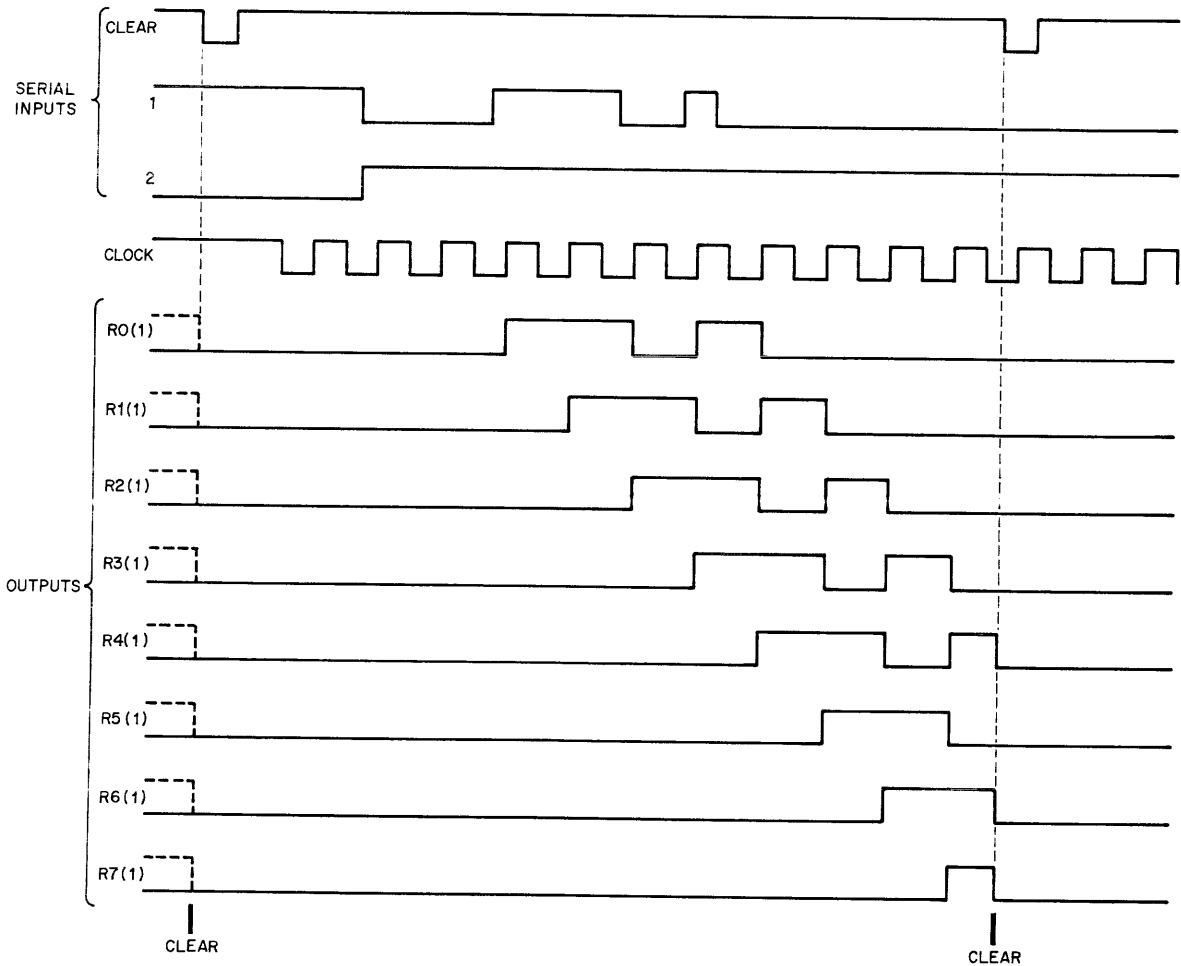 CLEAR
SERIAL
INPUTS
1
2
CLOCK
R0(1)
R1(1)
R2(1)
R3(1)
OUTPUTS
R4(1)
R5(1)
R6(1)
R7(1)
CLEAR
CLEAR